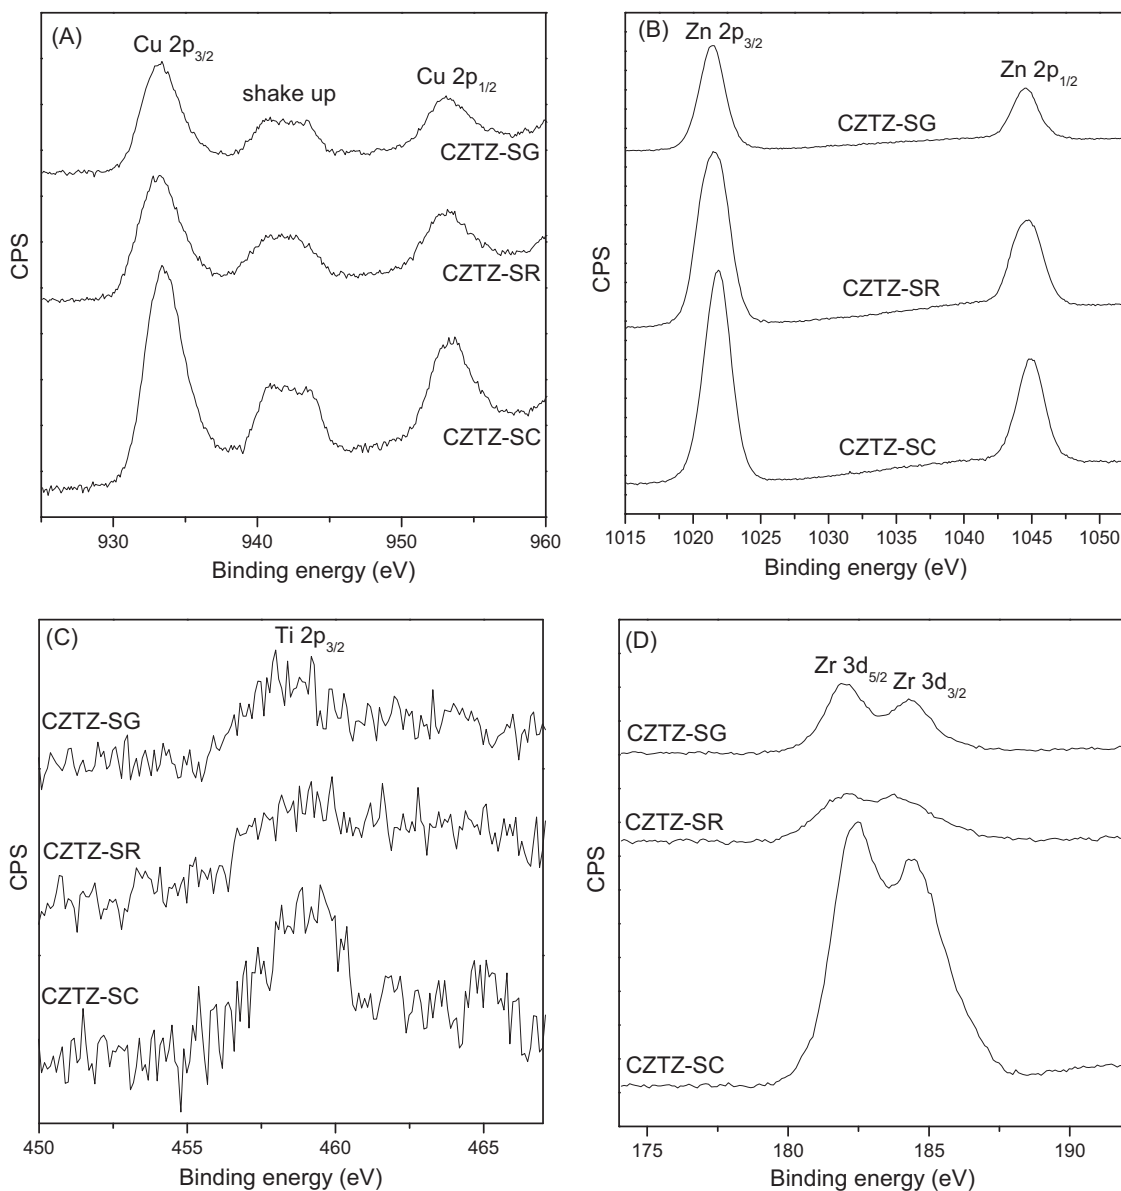 (A)
Cu 2p3/2
shake up
Cu 2p1/2
CZTZ-SG
CZTZ-SR
CZTZ-SC
CPS
930 940 950 960
Binding energy (eV)
(B)
Zn 2p3/2
Zn 2p1/2
CZTZ-SG
CZTZ-SR
CZTZ-SC
CPS
1015 1020 1025 1030 1035 1040 1045 1050
Binding energy (eV)
(C)
Ti 2p3/2
CZTZ-SG
CZTZ-SR
CZTZ-SC
CPS
450 455 460 465
Binding energy (eV)
(D)
Zr 3d5/2 Zr 3d3/2
CZTZ-SG
CZTZ-SR
CZTZ-SC
CPS
175 180 185 190
Binding energy (eV)